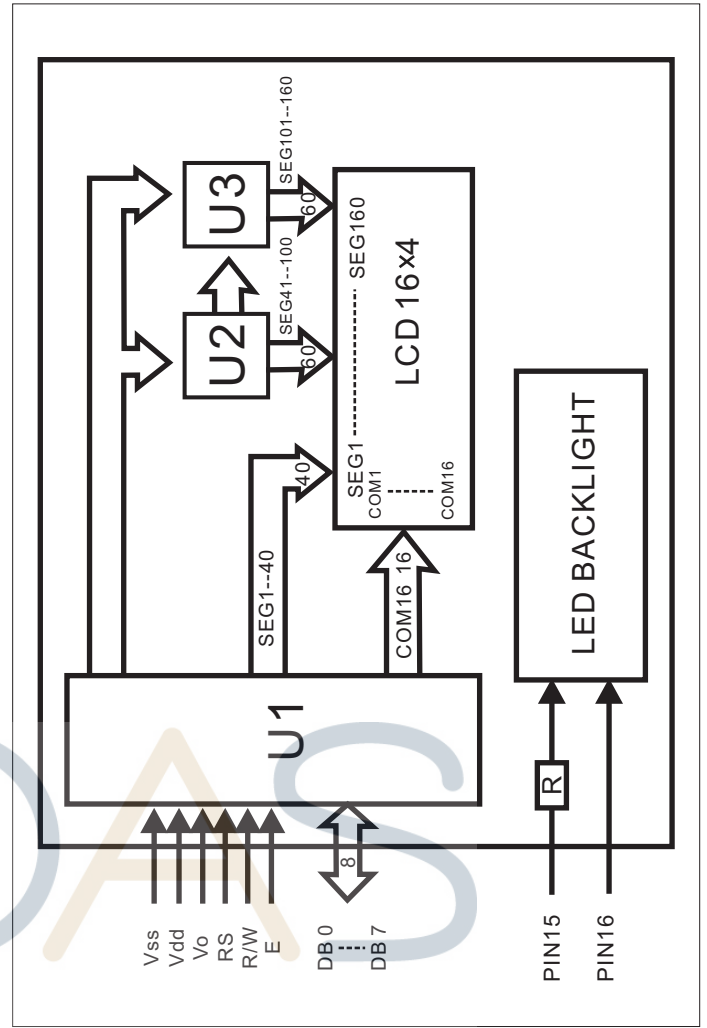 Vss
Vdd
Vo
RS
R/W
E
DB 0
DB 7
8
U1
SEG1--40
40
COM16 16
U2
U3
SEG41--100
60
SEG101--160
60
SEG1
SEG160
COM1
COM16
LCD 16x4
PIN15
R
PIN16
LED BACKLIGHT
DAS